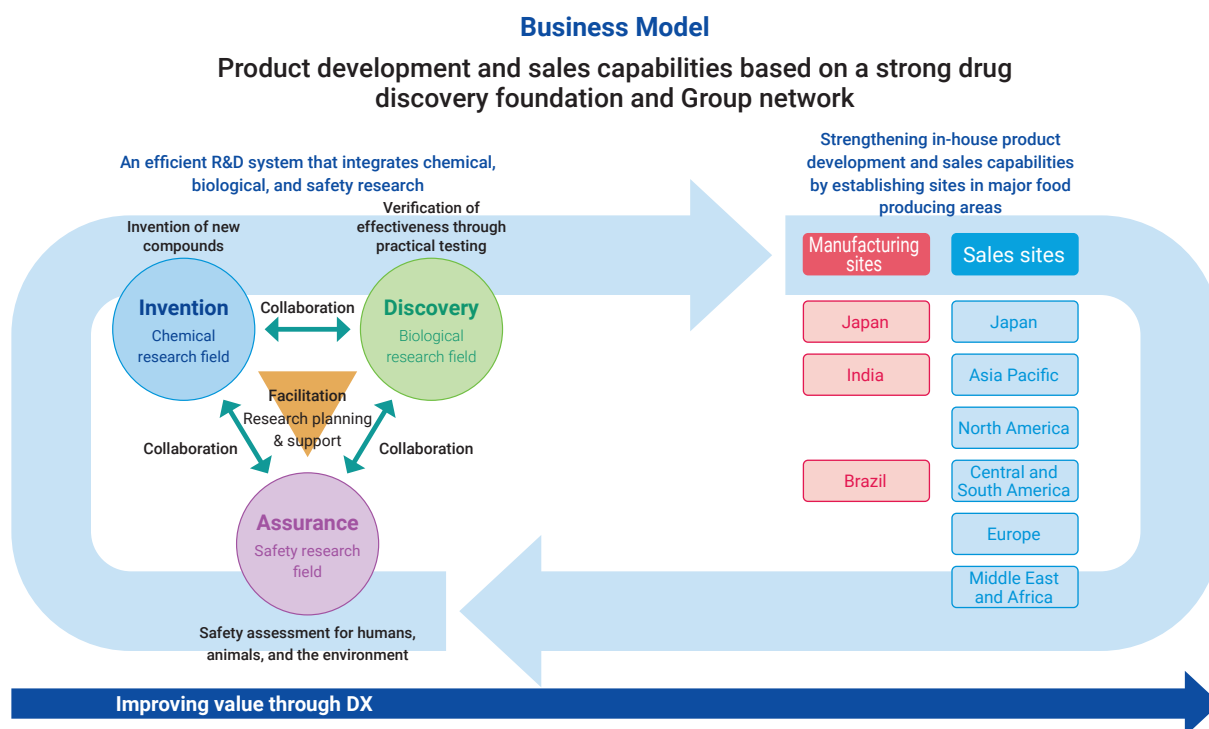 Business Model
Product development and sales capabilities based on a strong drug
discovery foundation and Group network
An efficient R&D system that integrates chemical,
biological, and safety research
Invention of new
compounds
Verification of
effectiveness through
practical testing
Invention
Chemical
research field
Collaboration
Discovery
Biological
research field
Facilitation
Research planning
& support
Collaboration
Collaboration
Assurance
Safety research
field
Safety assessment for humans,
animals, and the environment
Strengthening in-house product
development and sales capabilities
by establishing sites in major food
producing areas
Manufacturing
sites
Sales sites
Japan
Japan
India
Asia Pacific
North America
Brazil
Central and
South America
Europe
Middle East
and Africa
Improving value through DX